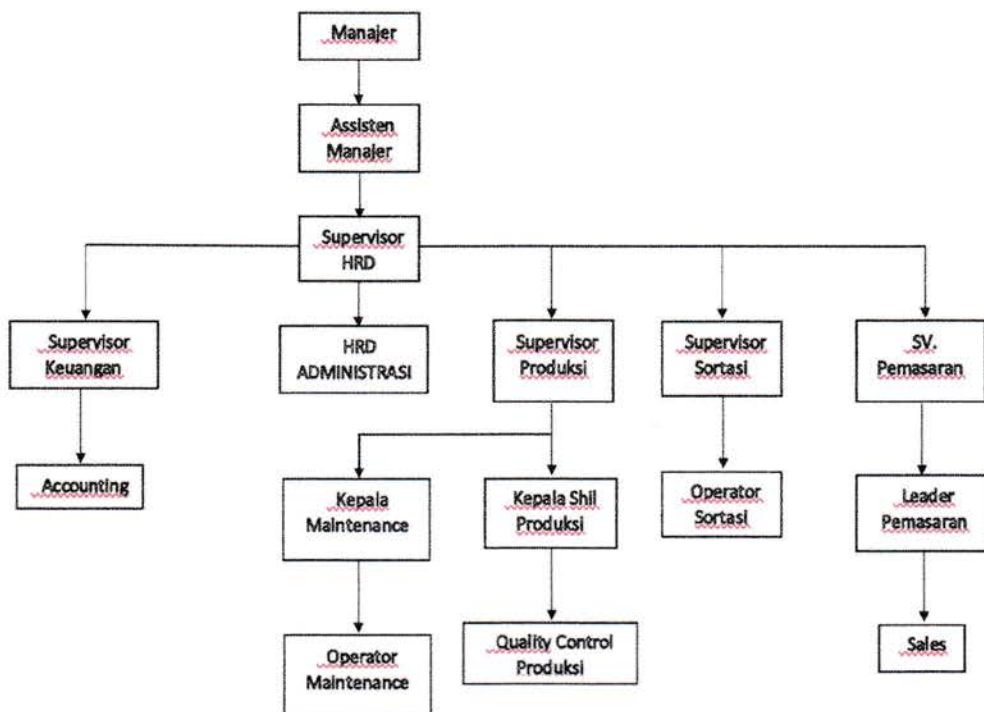 Manajer
Assisten
Manajer
Supervisor
HRD
Supervisor
Keuangan
HRD
ADMINISTRASI
Supervisor
Produksi
Supervisor
Sortasi
SV.
Pemasaran
Accounting
Kepala
Maintenance
Kepala Shil
Produksi
Operator
Sortasi
Leader
Pemasaran
Operator
Maintenance
Quality Control
Produksi
Sales